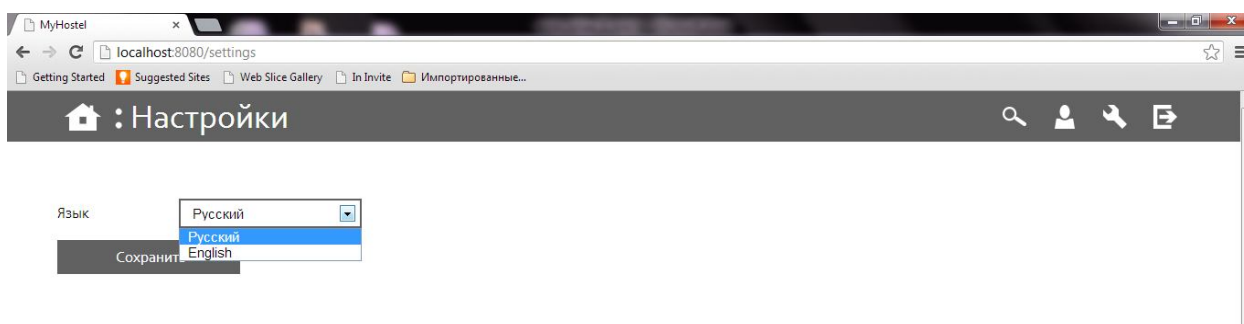 MyHostel
localhost:8080/settings
Getting Started Suggested Sites Web Slice Gallery In Invite Импортированные...
: Настройки
Язык Русский
Русский
English
Сохранить